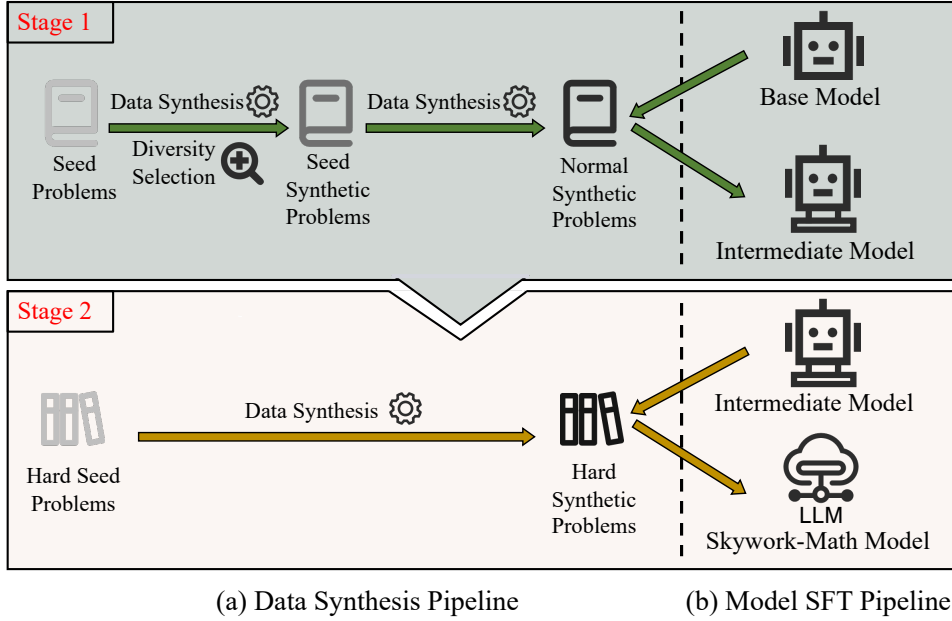 Stage 1
Data Synthesis
Diversity
Selection
Seed
Problems
Data Synthesis
Seed
Synthetic
Problems
Normal
Synthetic
Problems
Base Model
Intermediate Model
Stage 2
Data Synthesis
Hard Seed
Problems
Hard
Synthetic
Problems
Intermediate Model
LLM
Skywork-Math Model
(a) Data Synthesis Pipeline
(b) Model SFT Pipeline